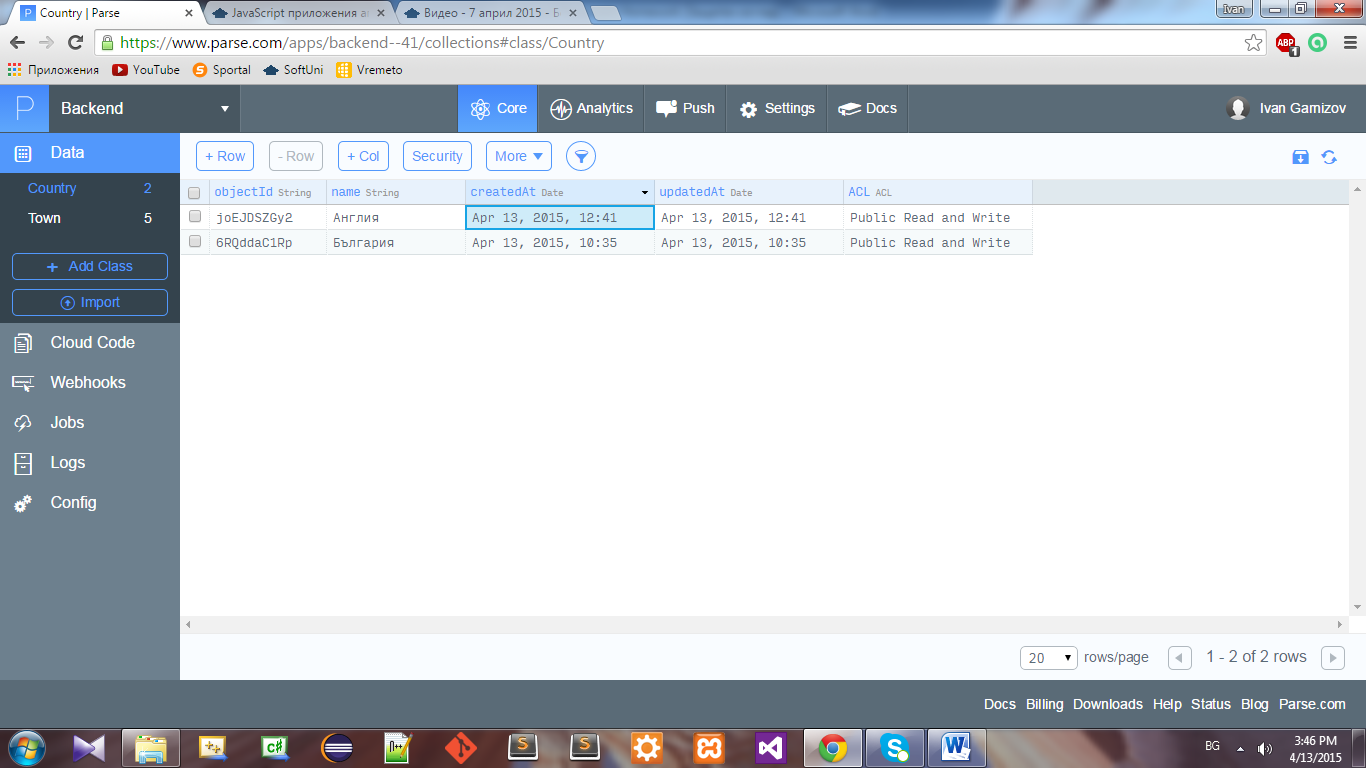 Country | Parse
JavaScript приложения
Видео - 7 април 2015 -
Ivan
https://www.parse.com/apps/backend--41/collections#class/Country
ABP 1
Приложения YouTube Sportal SoftUni Vremeto
P Backend Core Analytics Push Settings Docs Ivan Gamizov
Data
+ Row - Row + Col Security More
Country 2
Town 5
+ Add Class
Import
Cloud Code
Webhooks
Jobs
Logs
Config
objectId String name String createdAt Date updatedAt Date ACL ACL
joEJDSZGy2 Англия Apr 13, 2015, 12:41 Apr 13, 2015, 12:41 Public Read and Write
6RQddaC1Rp България Apr 13, 2015, 10:35 Apr 13, 2015, 10:35 Public Read and Write
20 rows/page 1 - 2 of 2 rows
Docs Billing Downloads Help Status Blog Parse.com
BG 3:46 PM
4/13/2015